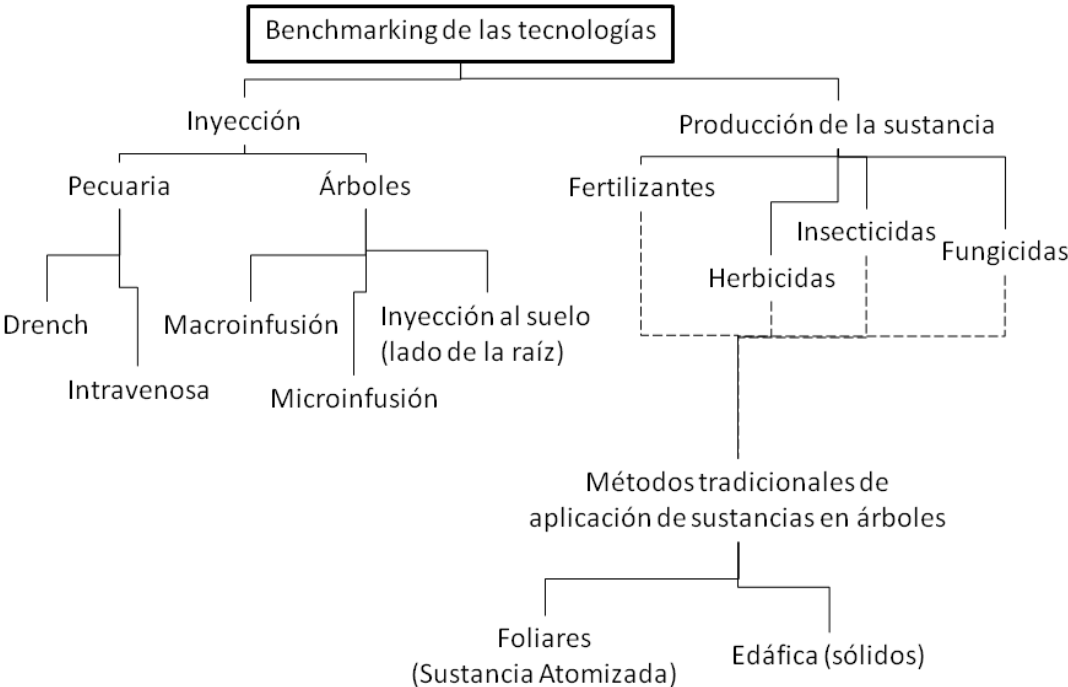 Benchmarking de las tecnologías
Inyección
Producción de la sustancia
Pecuaria
Árboles
Fertilizantes
Insecticidas
Fungicidas
Herbicidas
Drench
Macroinfusión
Inyección al suelo
(lado de la raíz)
Intravenosa
Microinfusión
Métodos tradicionales de
aplicación de sustancias en árboles
Foliares
(Sustancia Atomizada)
Edáfica (sólidos)